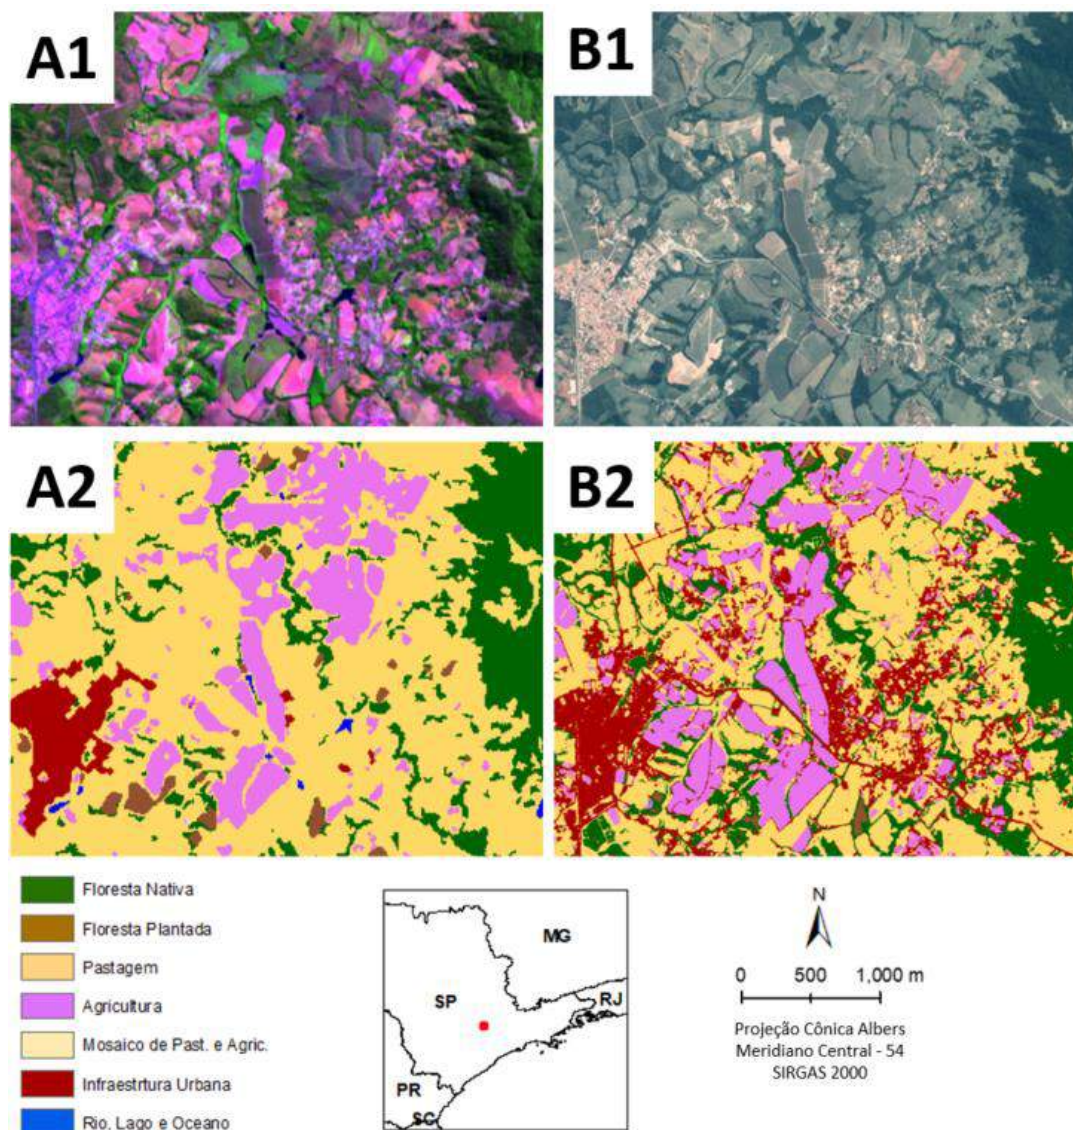 A1
B1
A2
B2
Floresta Nativa
Floresta Plantada
Pastagem
Agricultura
Mosaico de Past. e Agric.
Infraestrtura Urbana
Rio, Lago e Oceano
MG
SP
RJ
PR
SC
N
0 500 1,000 m
Projeção Cônica Albers
Meridiano Central - 54
SIRGAS 2000